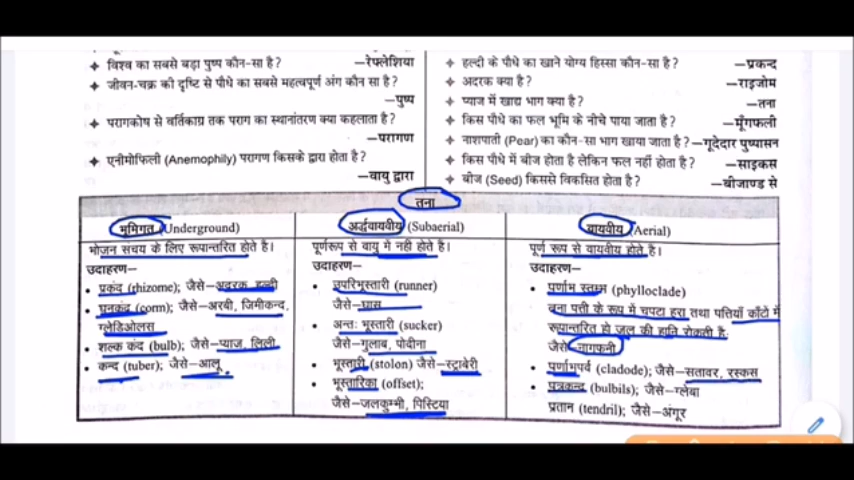 ✦ विश्व का सबसे बड़ा पुष्प कौन-सा है? —रेफ्लेशिया
✦ जीवन-चक्र की दृष्टि से पौधे का सबसे महत्वपूर्ण अंग कौन सा है?
—पुष्प
✦ परागकोष से वर्तिकाग्र तक पराग का स्थानांतरण क्या कहलाता है?
—परागण
✦ एनीमोफिली (Anemophily) परागण किसके द्वारा होता है?
—वायु द्वारा
✦ हल्दी के पौधे का खाने योग्य हिस्सा कौन-सा है? —प्रकन्द
✦ अदरक क्या है? —राइजोम
✦ प्याज में खाद्य भाग क्या है? —तना
✦ किस पौधे का फल भूमि के नीचे पाया जाता है? —मूँगफली
✦ नाशपाती (Pear) का कौन-सा भाग खाया जाता है? —गूदेदार पुष्पासन
✦ किस पौधे में बीज होता है लेकिन फल नहीं होता है? —साइकस
✦ बीज (Seed) किससे विकसित होता है? —बीजाण्ड से
तना
भूमिगत (Underground)
भोजन संचय के लिए रूपान्तरित होते है।
उदाहरण—
• प्रकंद (rhizome); जैसे—अदरक, हल्दी
• घनकंद (corm); जैसे—अरबी, जिमीकन्द,
ग्लेडिओलस
• शल्क कंद (bulb); जैसे—प्याज, लिली
• कन्द (tuber); जैसे—आलू
अर्द्धवायवीय (Subaerial)
पूर्णरूप से वायु मे नही होते है।
उदाहरण—
• उपरिभूस्तारी (runner)
जैसे—घास
• अन्तः भूस्तारी (sucker)
जैसे—गुलाब, पोदीना
• भूस्तारी (stolon) जैसे—स्ट्राबेरी
• भूस्तारिका (offset);
जैसे—जलकुम्भी, पिस्टिया
वायवीय (Aerial)
पूर्ण रूप से वायवीय होते है।
उदाहरण—
• पर्णाभ स्तम्भ (phylloclade)
तना पत्ती के रूप में चपटा हरा तथा पत्तियाँ काँटो में
रूपान्तरित हो जल की हानि रोकती है;
जैसे—नागफनी
• पर्णाभपर्व (cladode); जैसे—सतावर, रस्कस
• पत्रकन्द (bulbils); जैसे—ग्लेबा
प्रतान (tendril); जैसे—अंगूर